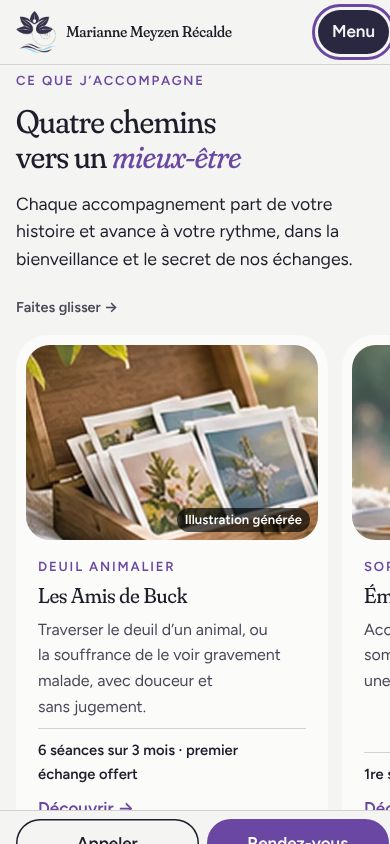 Marianne Meyzen Récalde
Menu
CE QUE J’ACCOMPAGNE
Quatre chemins
vers un mieux-être
Chaque accompagnement part de votre
histoire et avance à votre rythme, dans la
bienveillance et le secret de nos échanges.
Faites glisser →
Illustration générée
DEUIL ANIMALIER
Les Amis de Buck
Traverser le deuil d’un animal, ou
la souffrance de le voir gravement
malade, avec douceur et
sans jugement.
6 séances sur 3 mois · premier
échange offert
Découvrir →
1re s
Appeler
Rendez-vous